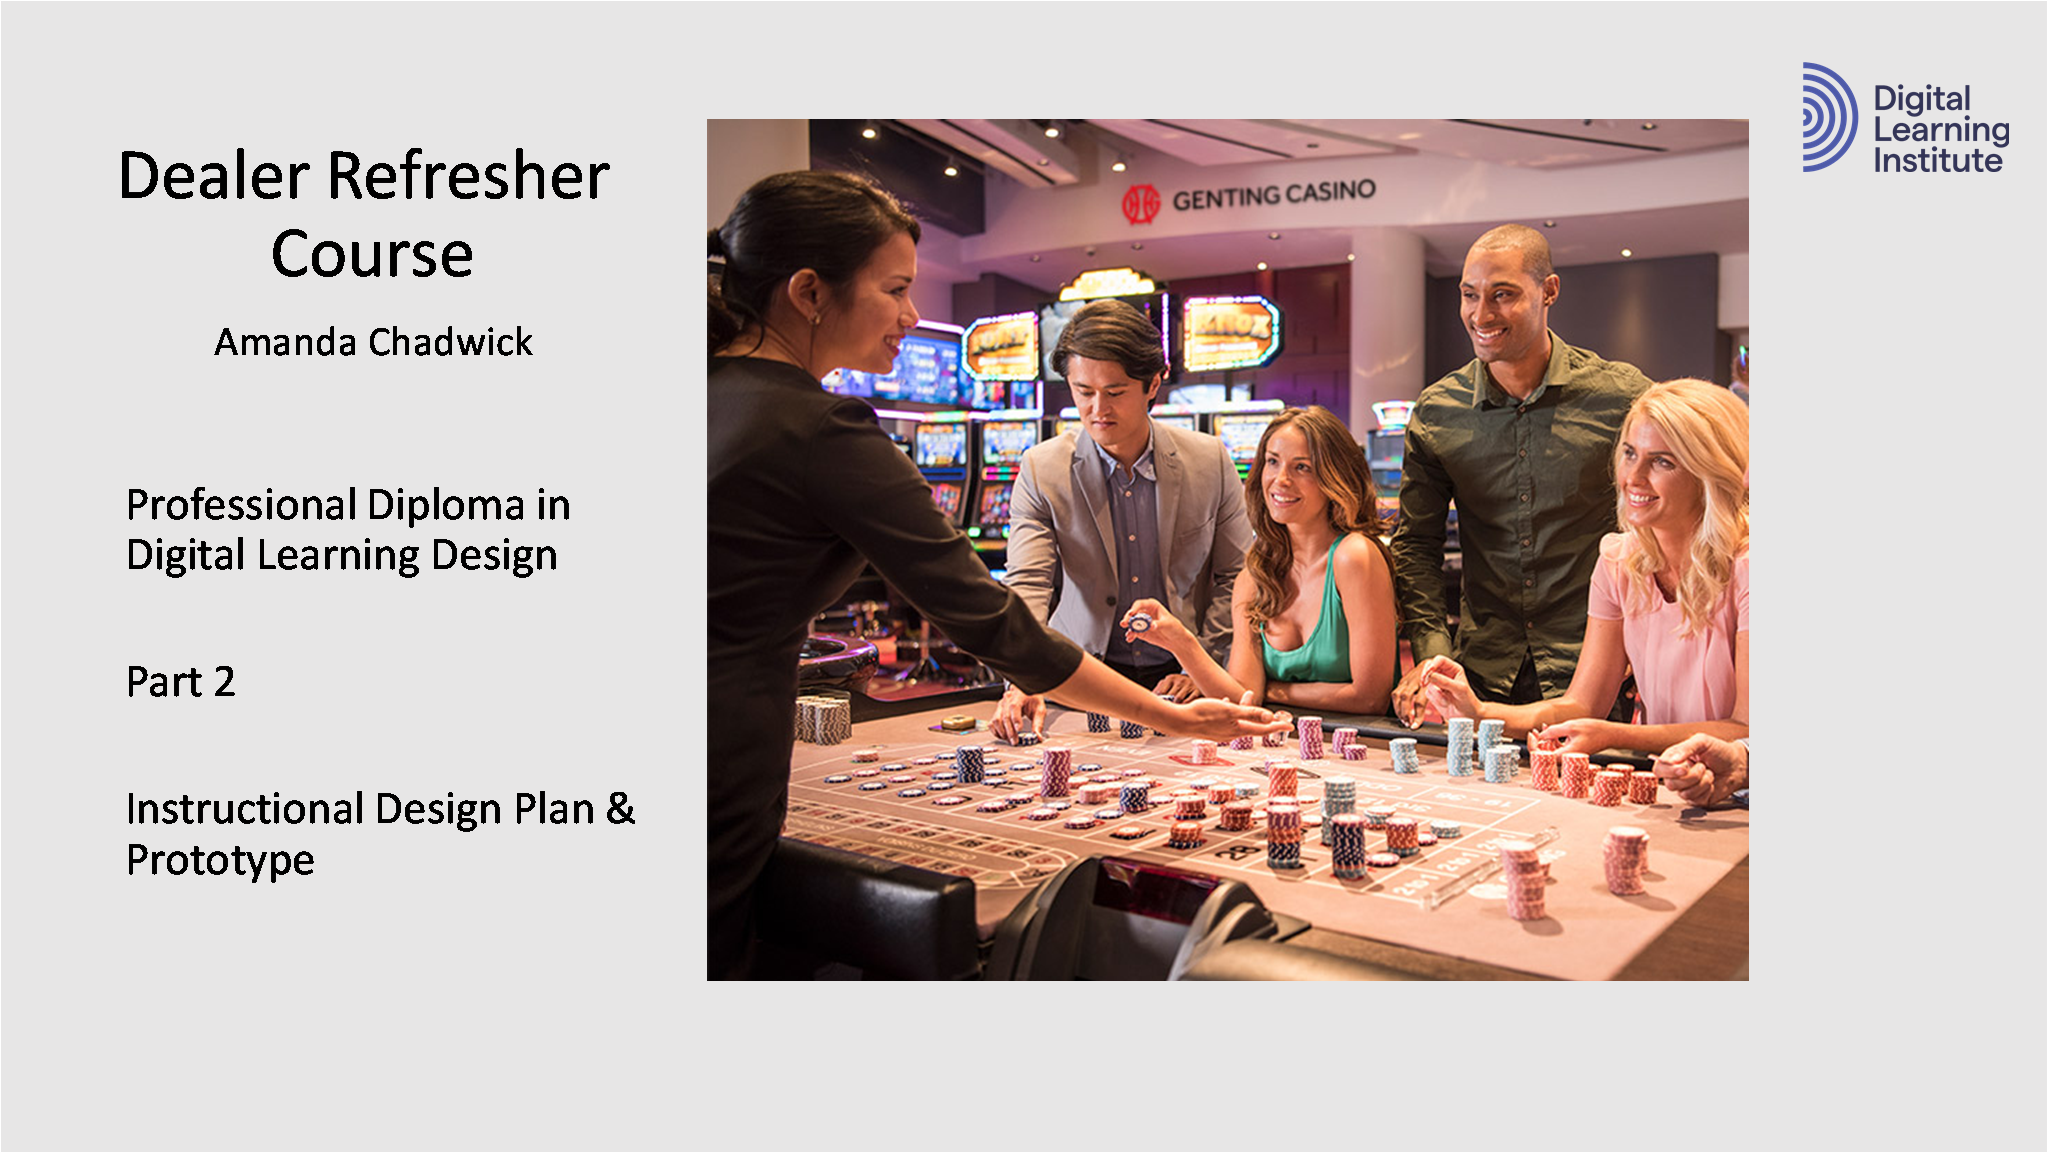 Dealer Refresher
Course
Amanda Chadwick
Professional Diploma in
Digital Learning Design
Part 2
Instructional Design Plan &
Prototype
GENTING CASINO
Digital
Learning
Institute